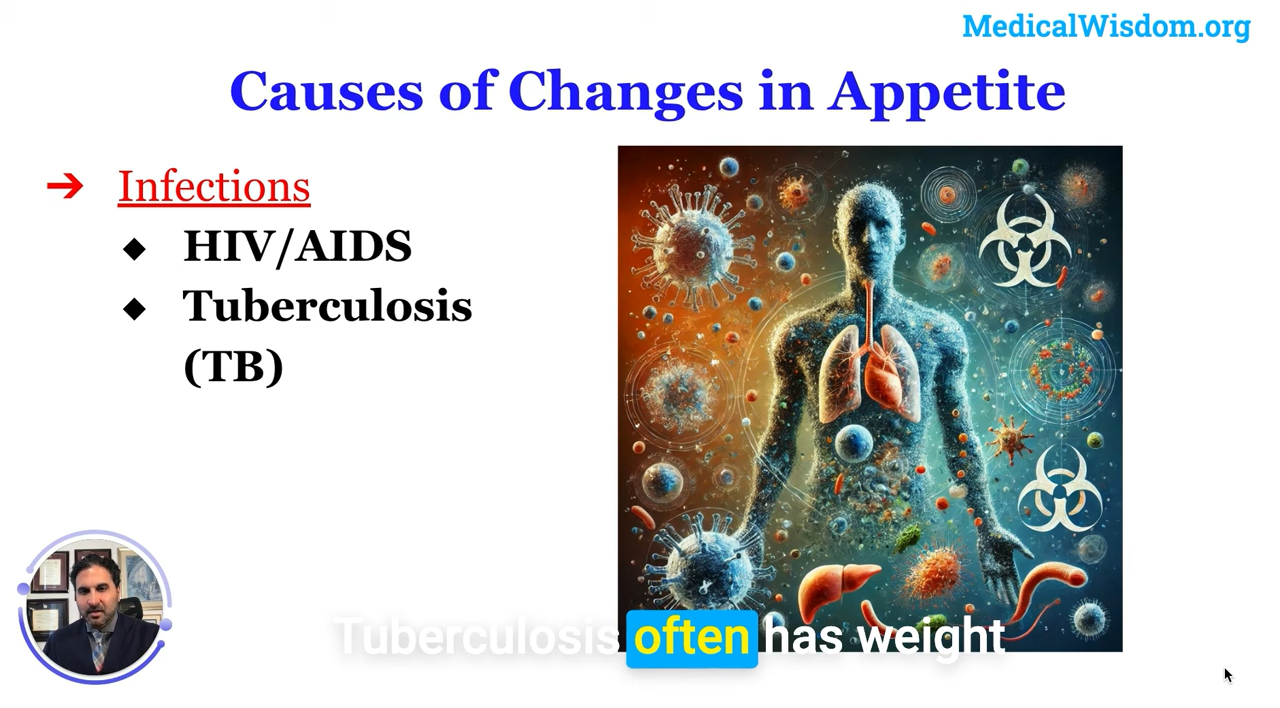 MedicalWisdom.org
Causes of Changes in Appetite
➔ Infections
◆ HIV/AIDS
◆ Tuberculosis
(TB)
Tuberculosis often has weight